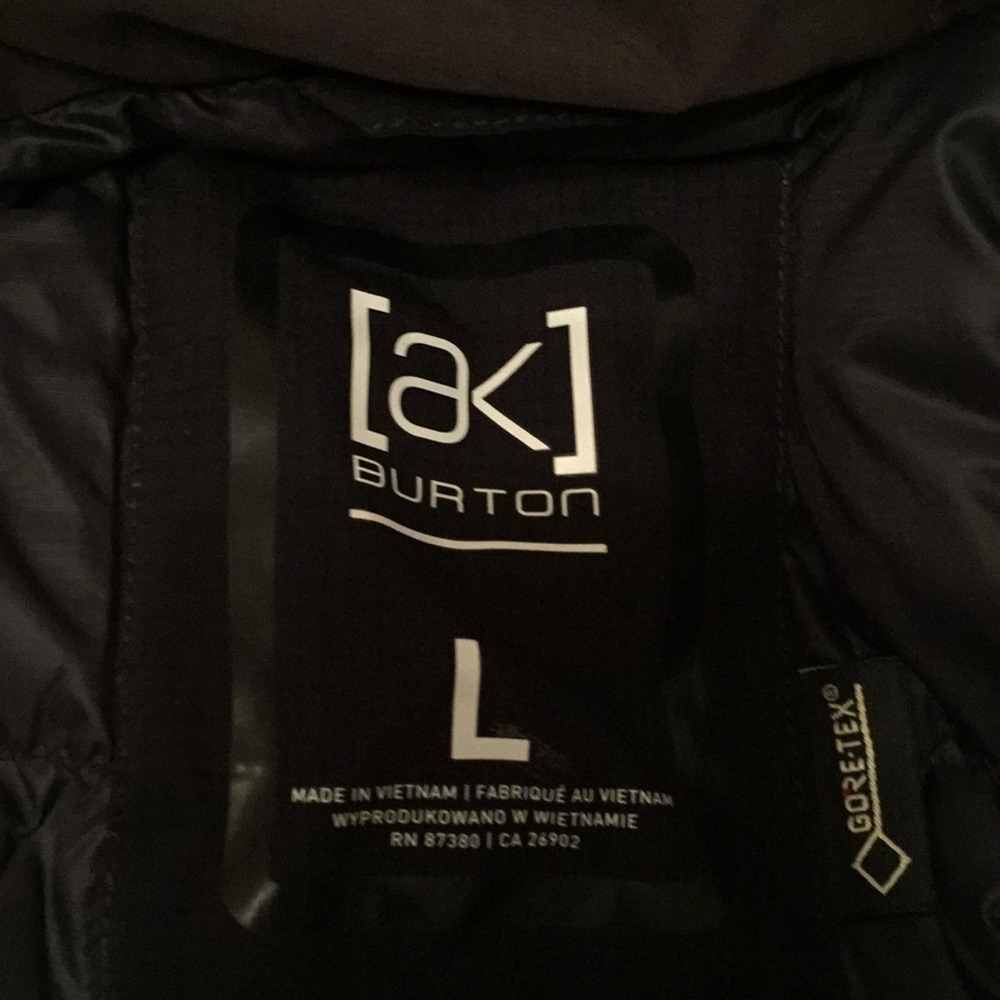 [ak]
BURTON
L
MADE IN VIETNAM | FABRIQUÉ AU VIETNAM
WYPRODUKOWANO W WIETNAMIE
RN 87380 | CA 26902
GORE-TEX®